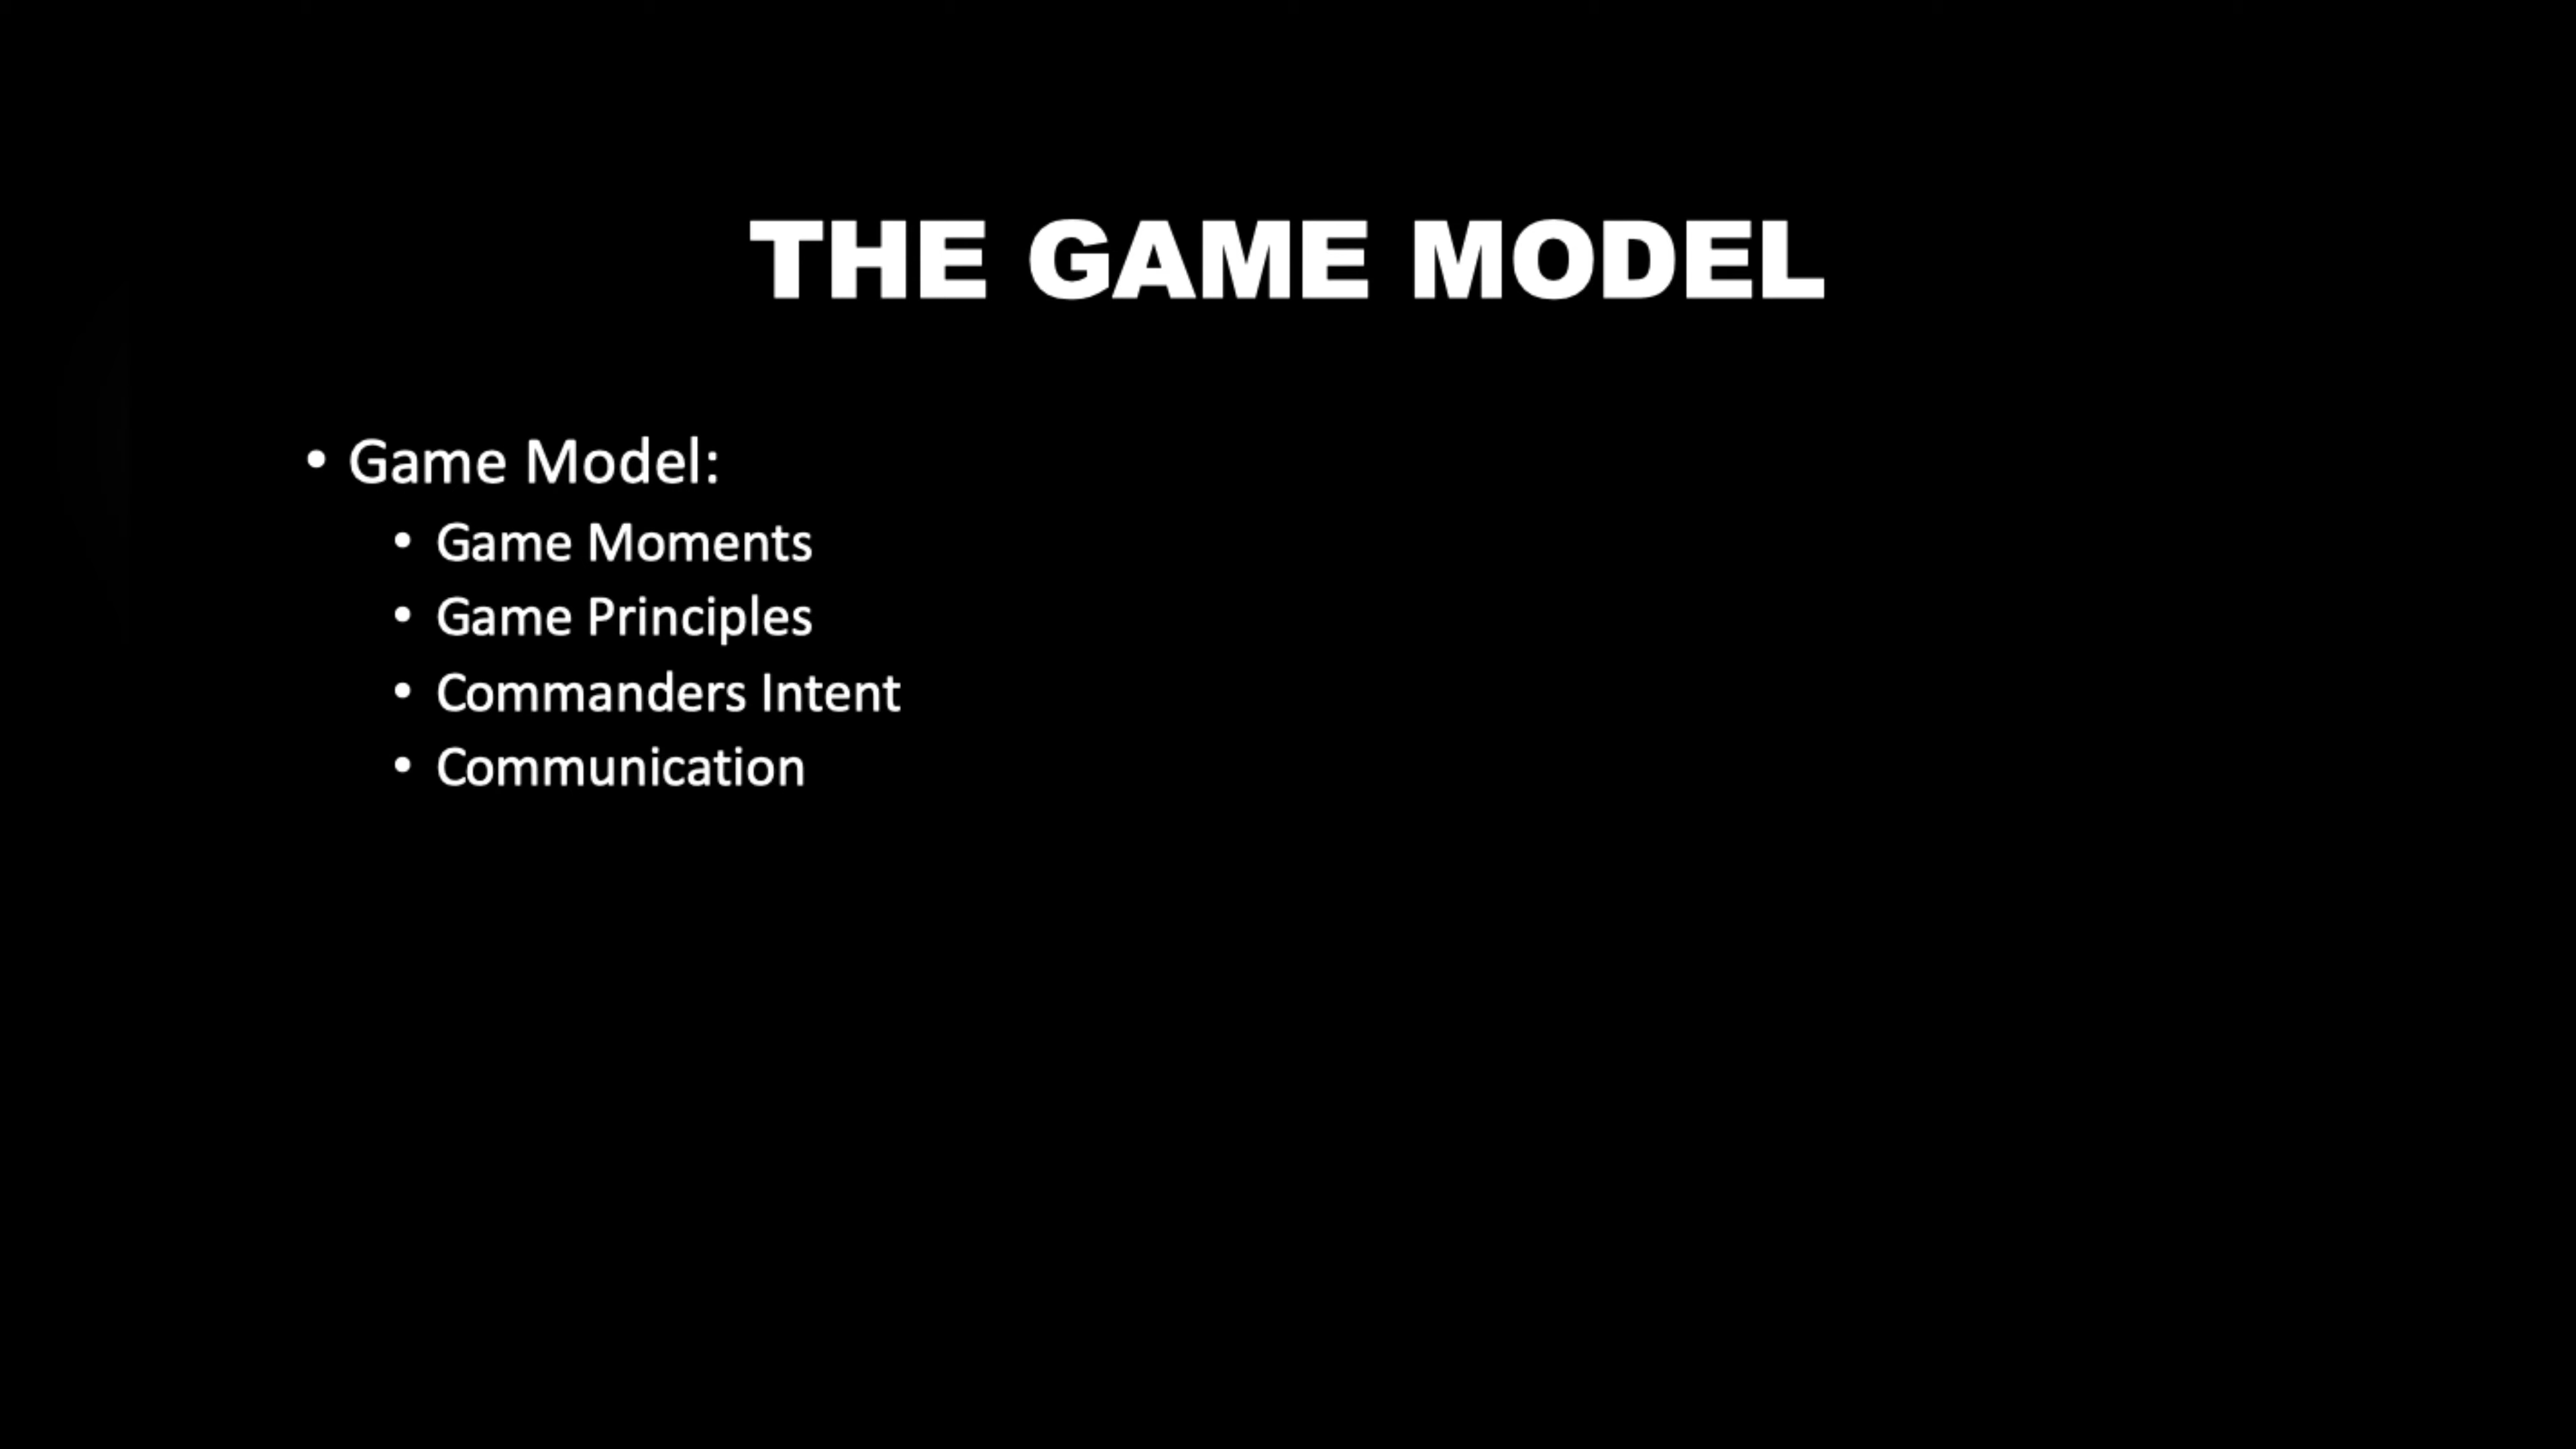 THE GAME MODEL
• Game Model:
• Game Moments
• Game Principles
• Commanders Intent
• Communication